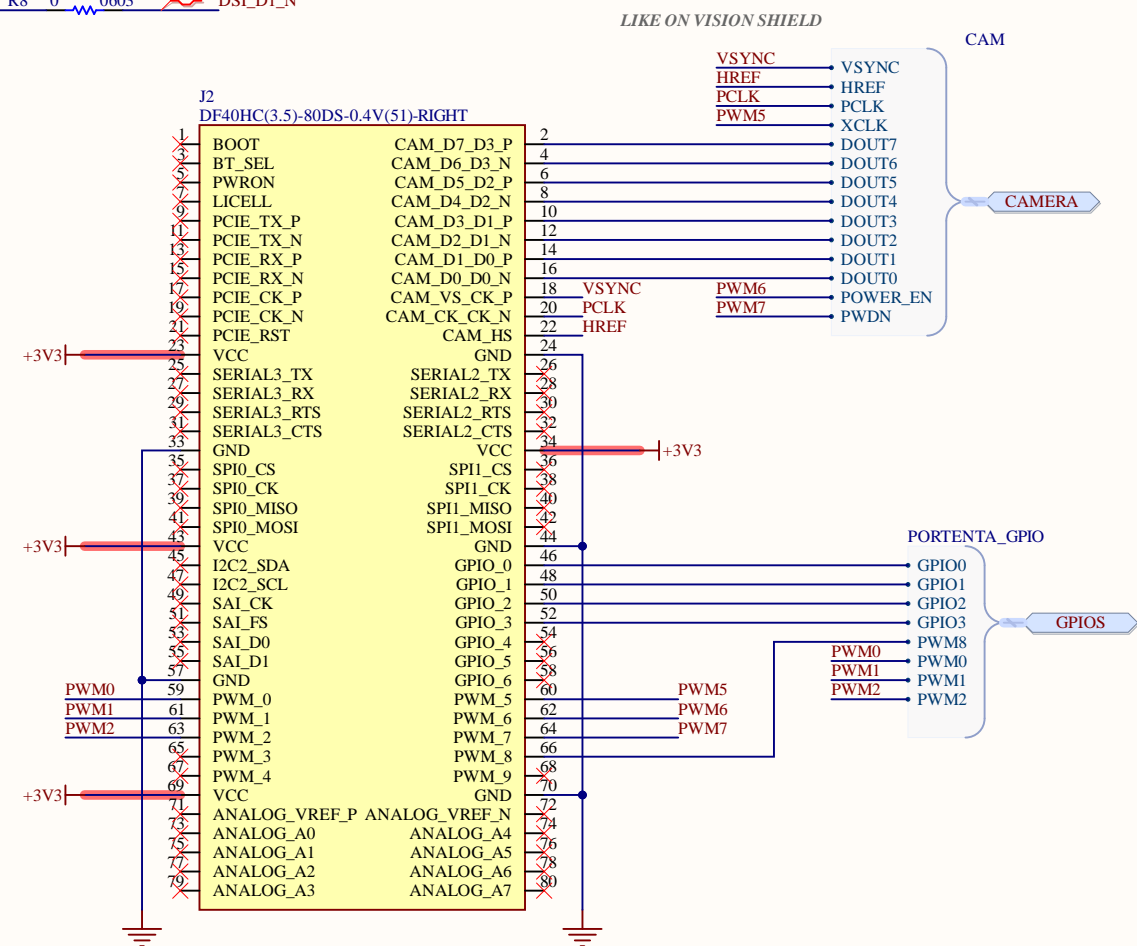 R8 0 0603 DSI_D1_N
LIKE ON VISION SHIELD
CAM
VSYNC VSYNC
HREF HREF
PCLK PCLK
PWM5 XCLK
J2
DF40HC(3.5)-80DS-0.4V(51)-RIGHT
1 BOOT CAM_D7_D3_P 2 DOUT7
3 BT_SEL CAM_D6_D3_N 4 DOUT6
5 PWRON CAM_D5_D2_P 6 DOUT5
7 LICELL CAM_D4_D2_N 8 DOUT4 CAMERA
9 PCIE_TX_P CAM_D3_D1_P 10 DOUT3
11 PCIE_TX_N CAM_D2_D1_N 12 DOUT2
13 PCIE_RX_P CAM_D1_D0_P 14 DOUT1
15 PCIE_RX_N CAM_D0_D0_N 16 DOUT0
17 PCIE_CK_P CAM_VS_CK_P 18 VSYNC PWM6 POWER_EN
19 PCIE_CK_N CAM_CK_CK_N 20 PCLK PWM7 PWDN
21 PCIE_RST CAM_HS 22 HREF
+3V3 23 VCC GND 24
25 SERIAL3_TX SERIAL2_TX 26
27 SERIAL3_RX SERIAL2_RX 28
29 SERIAL3_RTS SERIAL2_RTS 30
31 SERIAL3_CTS SERIAL2_CTS 32
33 GND VCC 34 +3V3
35 SPI0_CS SPI1_CS 36
37 SPI0_CK SPI1_CK 38
39 SPI0_MISO SPI1_MISO 40
41 SPI0_MOSI SPI1_MOSI 42
PORTENTA_GPIO
+3V3 43 VCC GND 44
45 I2C2_SDA GPIO_0 46 GPIO0
47 I2C2_SCL GPIO_1 48 GPIO1
49 SAI_CK GPIO_2 50 GPIO2
51 SAI_FS GPIO_3 52 GPIO3 GPIOS
53 SAI_D0 GPIO_4 54 PWM8
55 SAI_D1 GPIO_5 56 PWM0 PWM0
57 GND GPIO_6 58 PWM1 PWM1
PWM0 59 PWM_0 PWM_5 60 PWM5 PWM2 PWM2
PWM1 61 PWM_1 PWM_6 62 PWM6
PWM2 63 PWM_2 PWM_7 64 PWM7
65 PWM_3 PWM_8 66
67 PWM_4 PWM_9 68
+3V3 69 VCC GND 70
71 ANALOG_VREF_P ANALOG_VREF_N 72
73 ANALOG_A0 ANALOG_A4 74
75 ANALOG_A1 ANALOG_A5 76
77 ANALOG_A2 ANALOG_A6 78
79 ANALOG_A3 ANALOG_A7 80